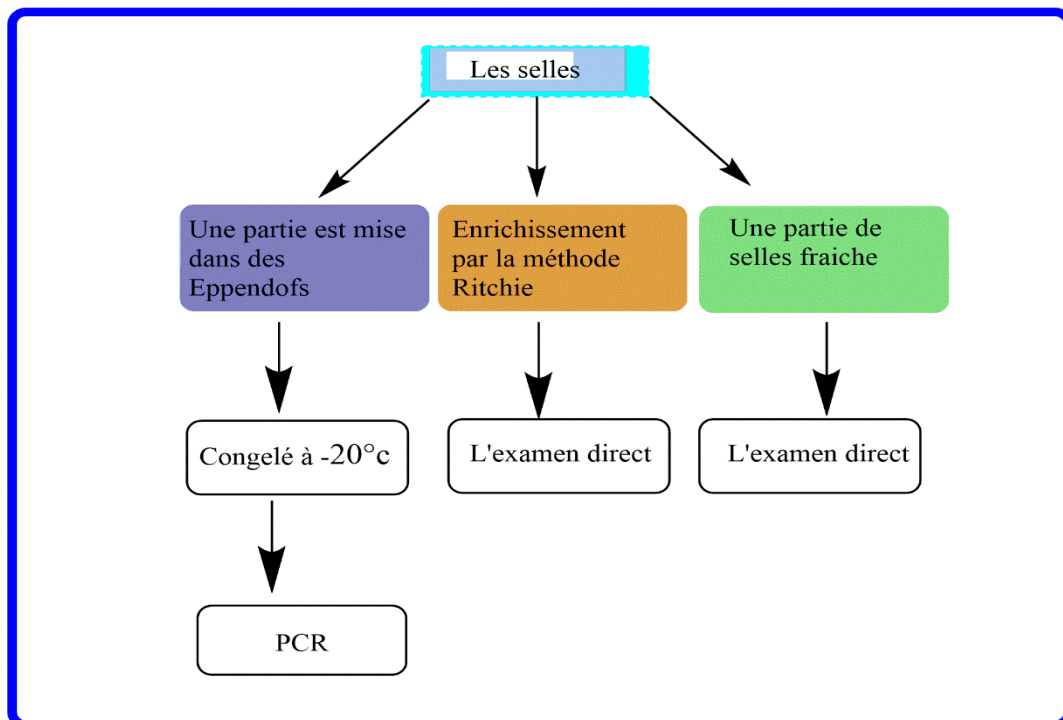 Les selles
Une partie est mise
dans des
Eppendofs
Enrichissement
par la méthode
Ritchie
Une partie de
selles fraiche
Congelé à -20°c
L'examen direct
L'examen direct
PCR